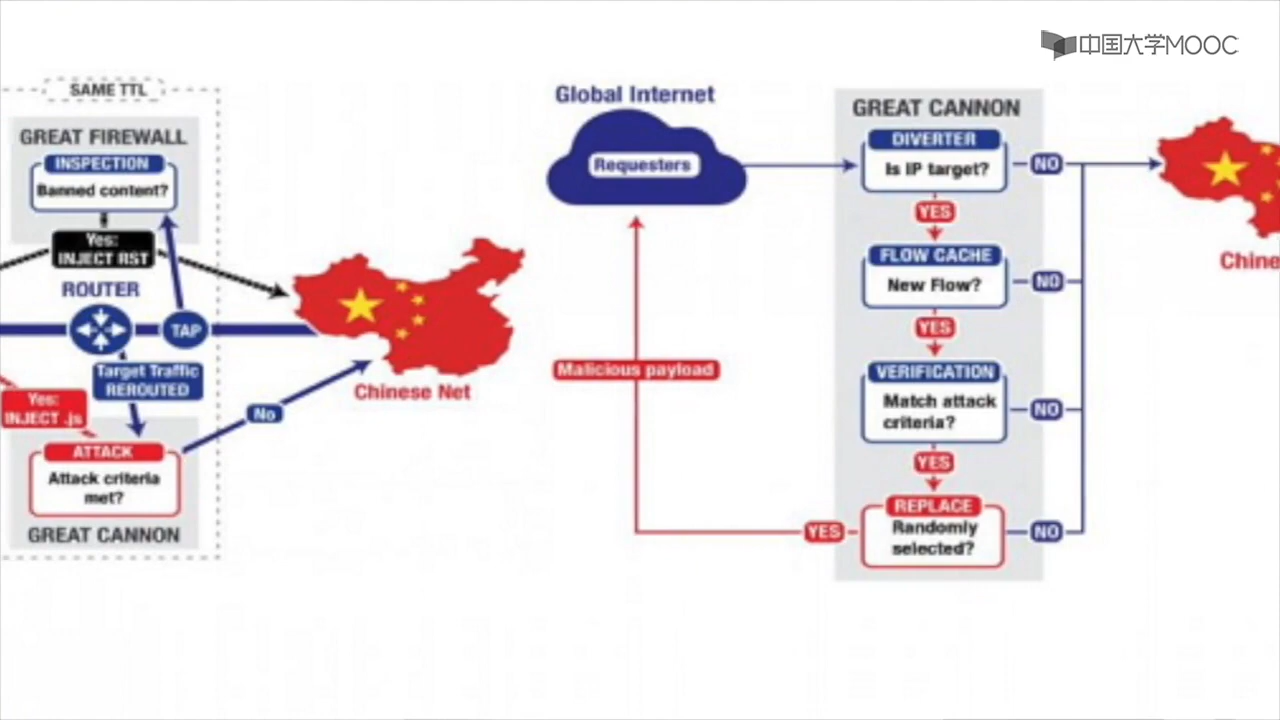 中国大学MOOC
SAME TTL
GREAT FIREWALL
INSPECTION
Banned content?
Yes:
INJECT RST
ROUTER
TAP
Target Traffic
REROUTED
Yes:
INJECT .js
No
ATTACK
Attack criteria
met?
GREAT CANNON
Chinese Net
Global Internet
Requesters
Malicious payload
GREAT CANNON
DIVERTER
Is IP target?
NO
YES
FLOW CACHE
New Flow?
NO
YES
VERIFICATION
Match attack
criteria?
NO
YES
REPLACE
Randomly
selected?
YES
NO
Chine